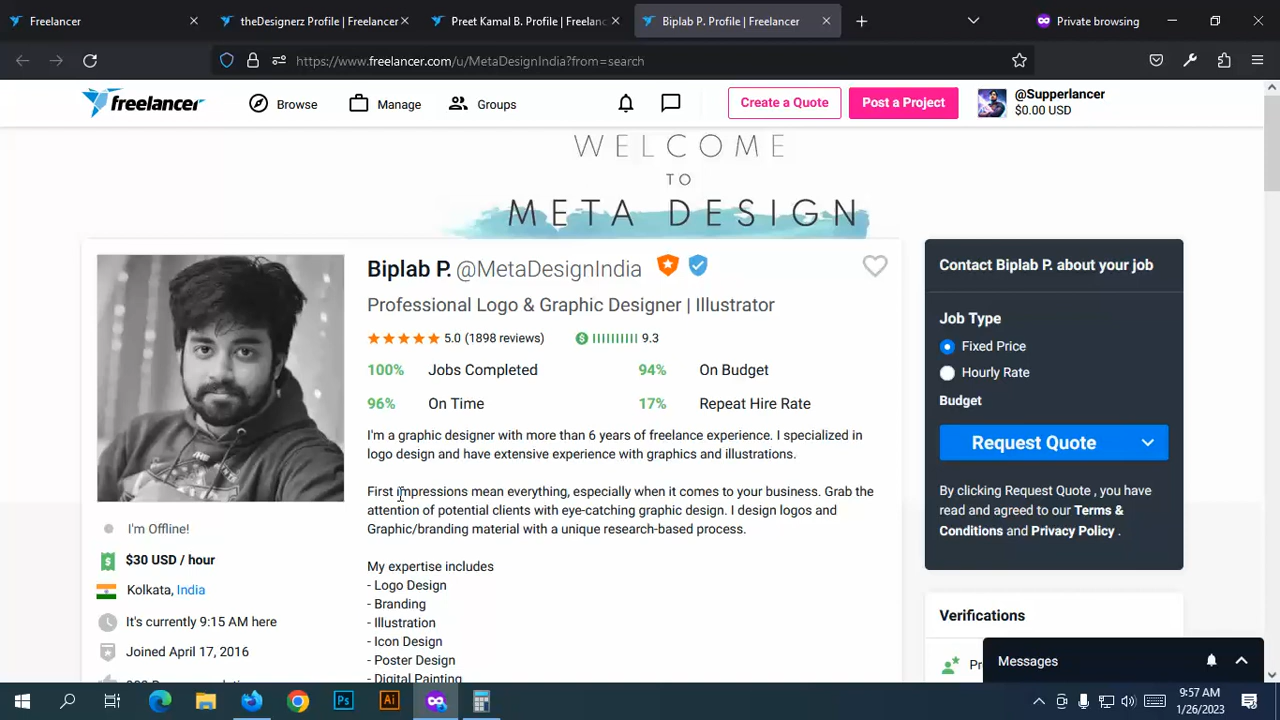 Freelancer
theDesignerz Profile | Freelancer
Preet Kamal B. Profile | Freelanc
Biplab P. Profile | Freelancer
Private browsing
https://www.freelancer.com/u/MetaDesignIndia?from=search
freelancer
Browse
Manage
Groups
Create a Quote
Post a Project
@Supperlancer
$0.00 USD
WELCOME
TO
META DESIGN
Biplab P. @MetaDesignIndia
Professional Logo & Graphic Designer | Illustrator
5.0 (1898 reviews) 9.3
100% Jobs Completed 94% On Budget
96% On Time 17% Repeat Hire Rate
I'm a graphic designer with more than 6 years of freelance experience. I specialized in
logo design and have extensive experience with graphics and illustrations.
First impressions mean everything, especially when it comes to your business. Grab the
attention of potential clients with eye-catching graphic design. I design logos and
Graphic/branding material with a unique research-based process.
My expertise includes
- Logo Design
- Branding
- Illustration
- Icon Design
- Poster Design
- Digital Painting
I'm Offline!
$30 USD / hour
Kolkata, India
It's currently 9:15 AM here
Joined April 17, 2016
Contact Biplab P. about your job
Job Type
Fixed Price
Hourly Rate
Budget
Request Quote
By clicking Request Quote , you have
read and agreed to our Terms &
Conditions and Privacy Policy .
Verifications
Messages
Ps
Ai
9:57 AM
1/26/2023